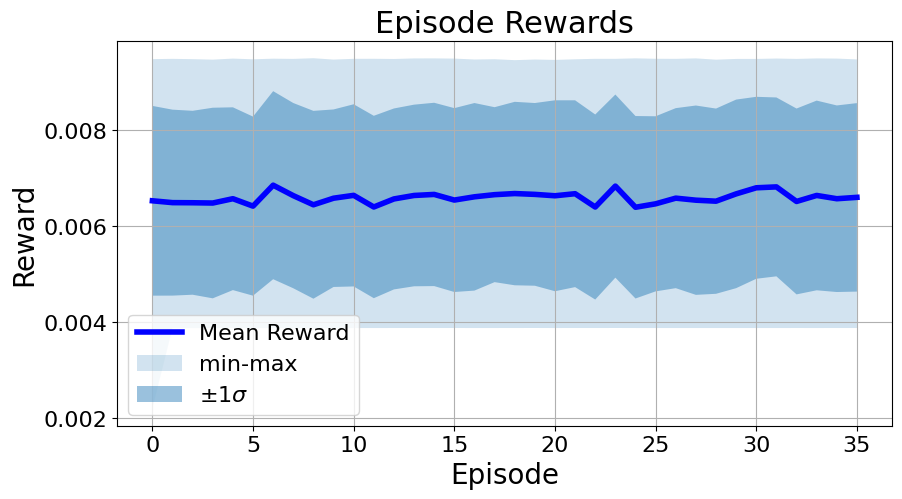 Episode Rewards
Reward
0.008
0.006
0.004
0.002
Mean Reward
min-max
±1σ
0 5 10 15 20 25 30 35
Episode